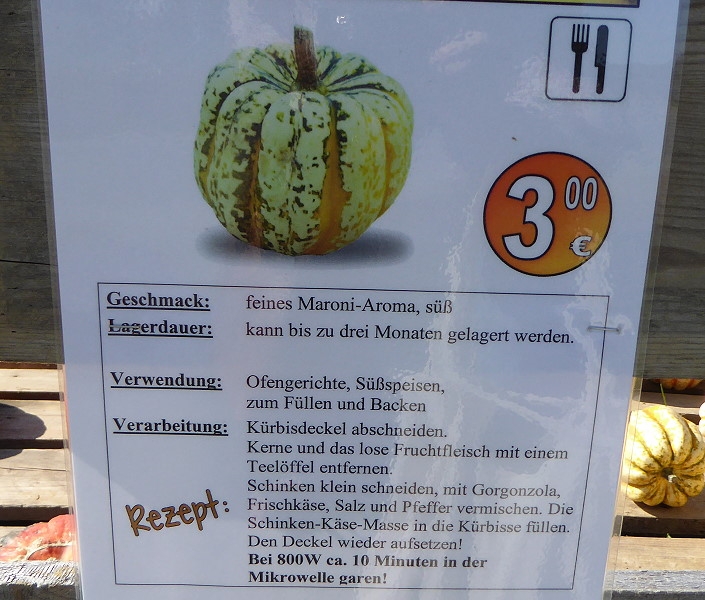 3 00 €
Geschmack: feines Maroni-Aroma, süß
Lagerdauer: kann bis zu drei Monaten gelagert werden.
Verwendung: Ofengerichte, Süßspeisen,
zum Füllen und Backen
Verarbeitung: Kürbisdeckel abschneiden.
Kerne und das lose Fruchtfleisch mit einem
Teelöffel entfernen.
Schinken klein schneiden, mit Gorgonzola,
Rezept: Frischkäse, Salz und Pfeffer vermischen. Die
Schinken-Käse-Masse in die Kürbisse füllen.
Den Deckel wieder aufsetzen!
Bei 800W ca. 10 Minuten in der
Mikrowelle garen!